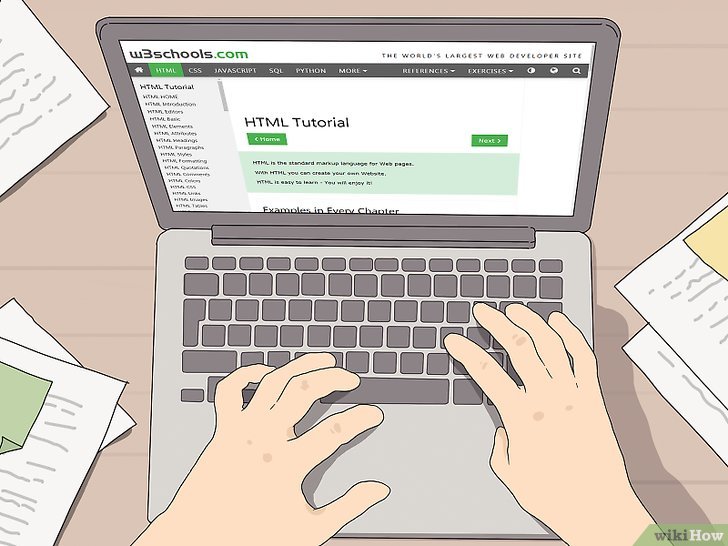 w3schools.com
THE WORLD'S LARGEST WEB DEVELOPER SITE
HTML CSS JAVASCRIPT SQL PYTHON MORE REFERENCES EXERCISES
HTML Tutorial
HTML HOME
HTML Introduction
HTML Editors
HTML Basic
HTML Elements
HTML Attributes
HTML Headings
HTML Paragraphs
HTML Styles
HTML Formatting
HTML Quotations
HTML Comments
HTML Colors
HTML CSS
HTML Links
HTML Images
HTML Tables
HTML Tutorial
< Home
Next >
HTML is the standard markup language for Web pages.
With HTML you can create your own Website.
HTML is easy to learn - You will enjoy it!
Examples in Every Chapter
wikiHow